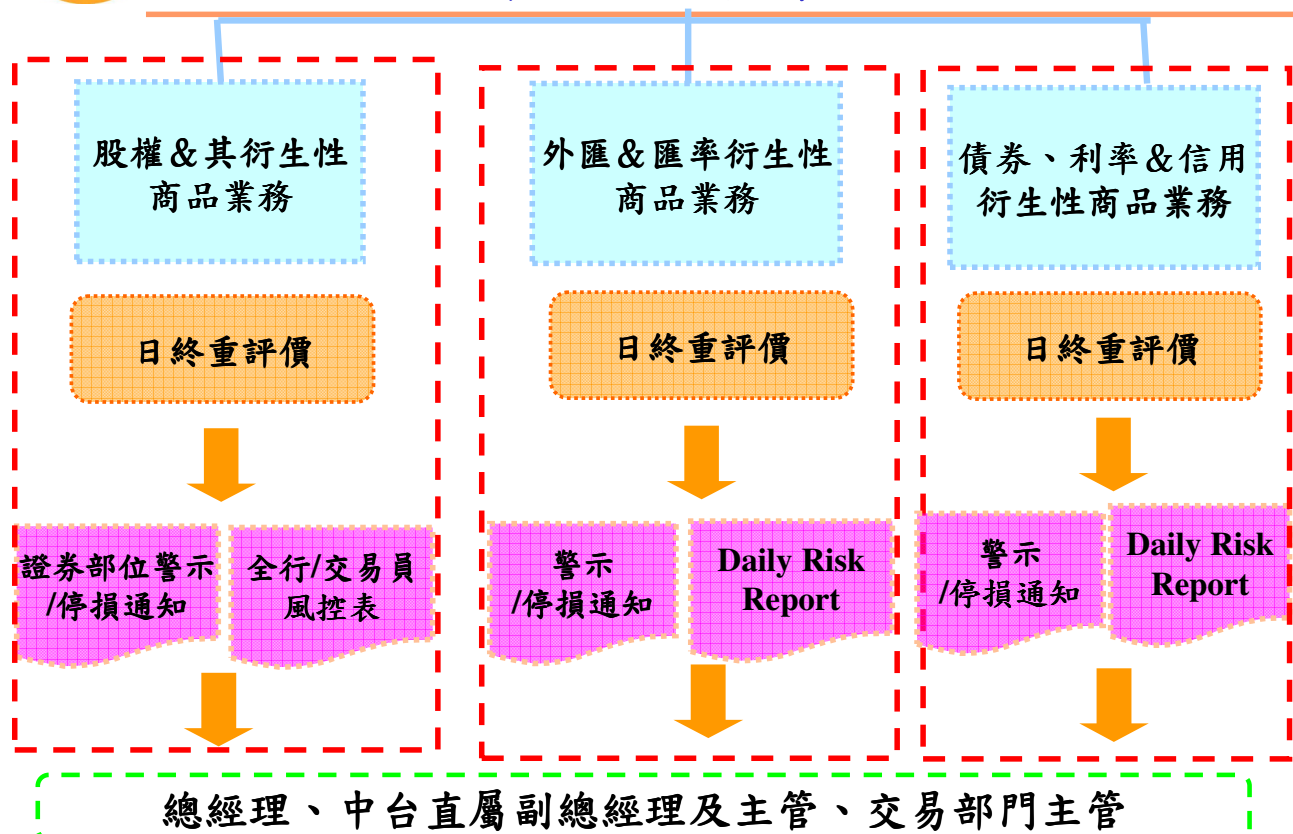 股權＆其衍生性
商品業務
日終重評價
證券部位警示
/停損通知
全行/交易員
風控表
外匯＆匯率衍生性
商品業務
日終重評價
警示
/停損通知
Daily Risk
Report
債券、利率＆信用
衍生性商品業務
日終重評價
警示
/停損通知
Daily Risk
Report
總經理、中台直屬副總經理及主管、交易部門主管